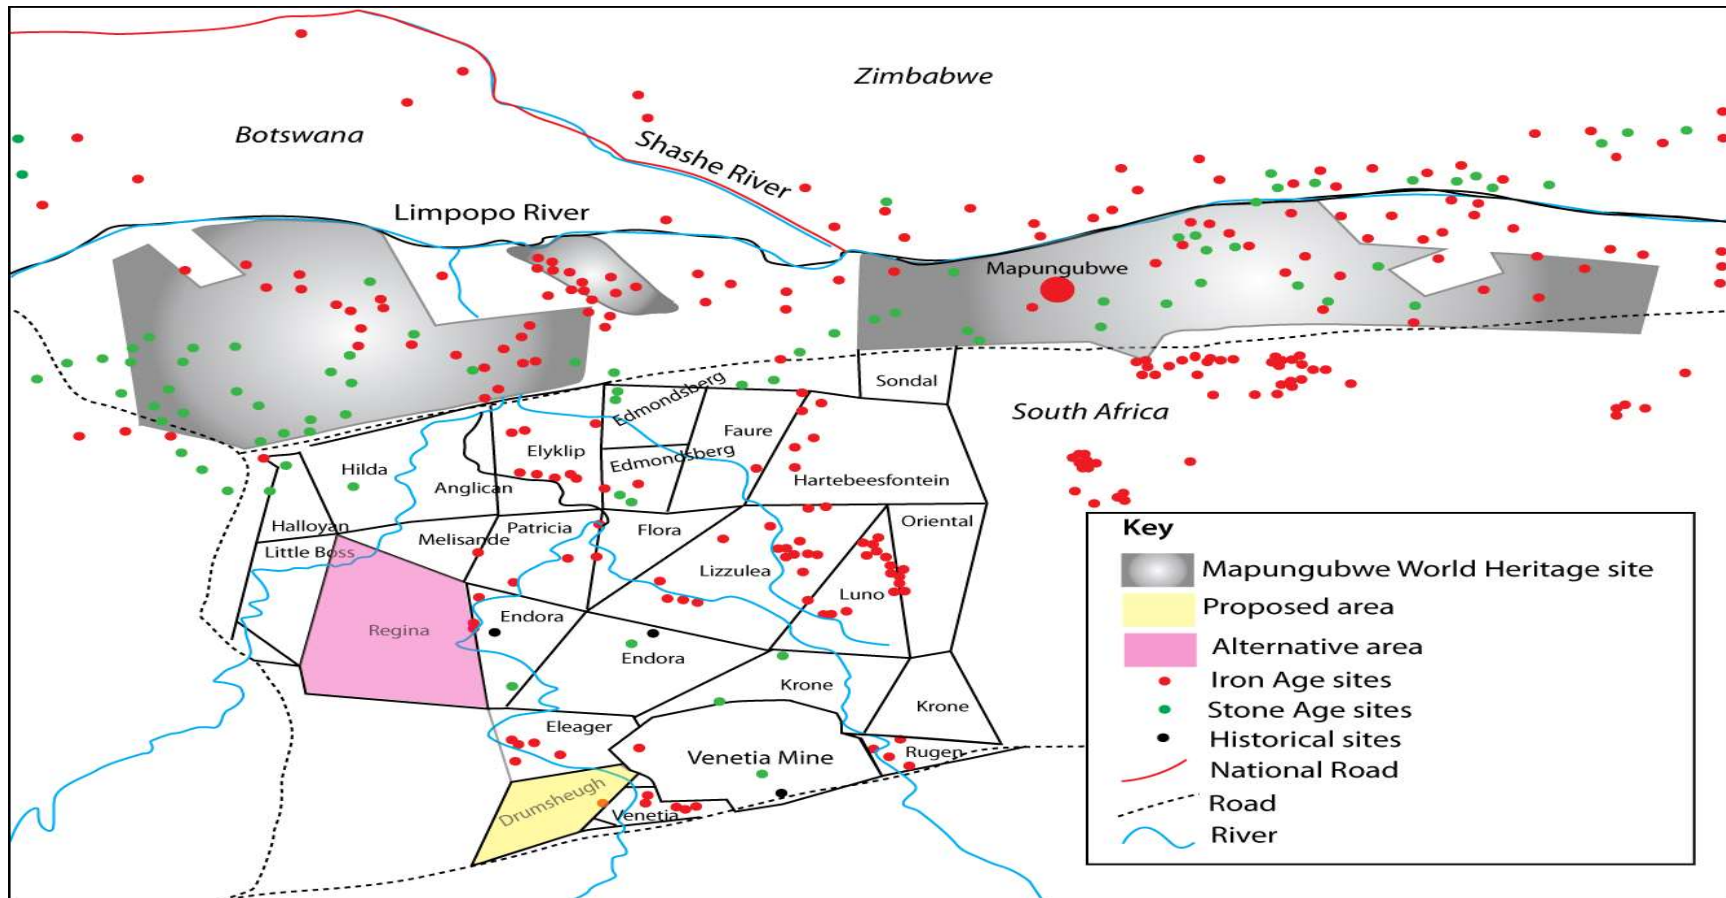 Zimbabwe
Botswana
Shashe River
Limpopo River
Mapungubwe
Sondal
South Africa
Edmondsberg
Faure
Elyklip
Edmondsberg
Hilda
Anglican
Hartebeesfontein
Halloyan
Patricia
Flora
Oriental
Melisande
Little Boss
Lizzulea
Luno
Endora
Regina
Endora
Krone
Krone
Eleager
Venetia Mine
Rugen
Drumsheugh
Venetia
Key
Mapungubwe World Heritage site
Proposed area
Alternative area
Iron Age sites
Stone Age sites
Historical sites
National Road
Road
River